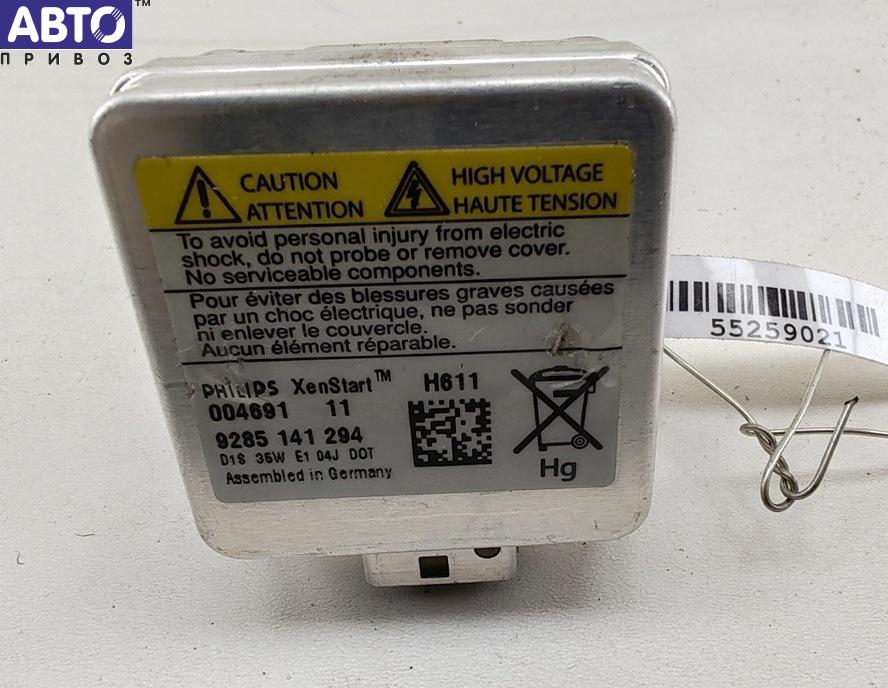 АВТО™
ПРИВОЗ
CAUTION
ATTENTION
HIGH VOLTAGE
HAUTE TENSION
To avoid personal injury from electric
shock, do not probe or remove cover.
No serviceable components.
Pour éviter des blessures graves causées
par un choc électrique, ne pas sonder
ni enlever le couvercle.
Aucun élément réparable.
PHILIPS XenStart™ H611
004691 11
9285 141 294
D1S 35W E1 04J DOT
Assembled in Germany
Hg
55259021